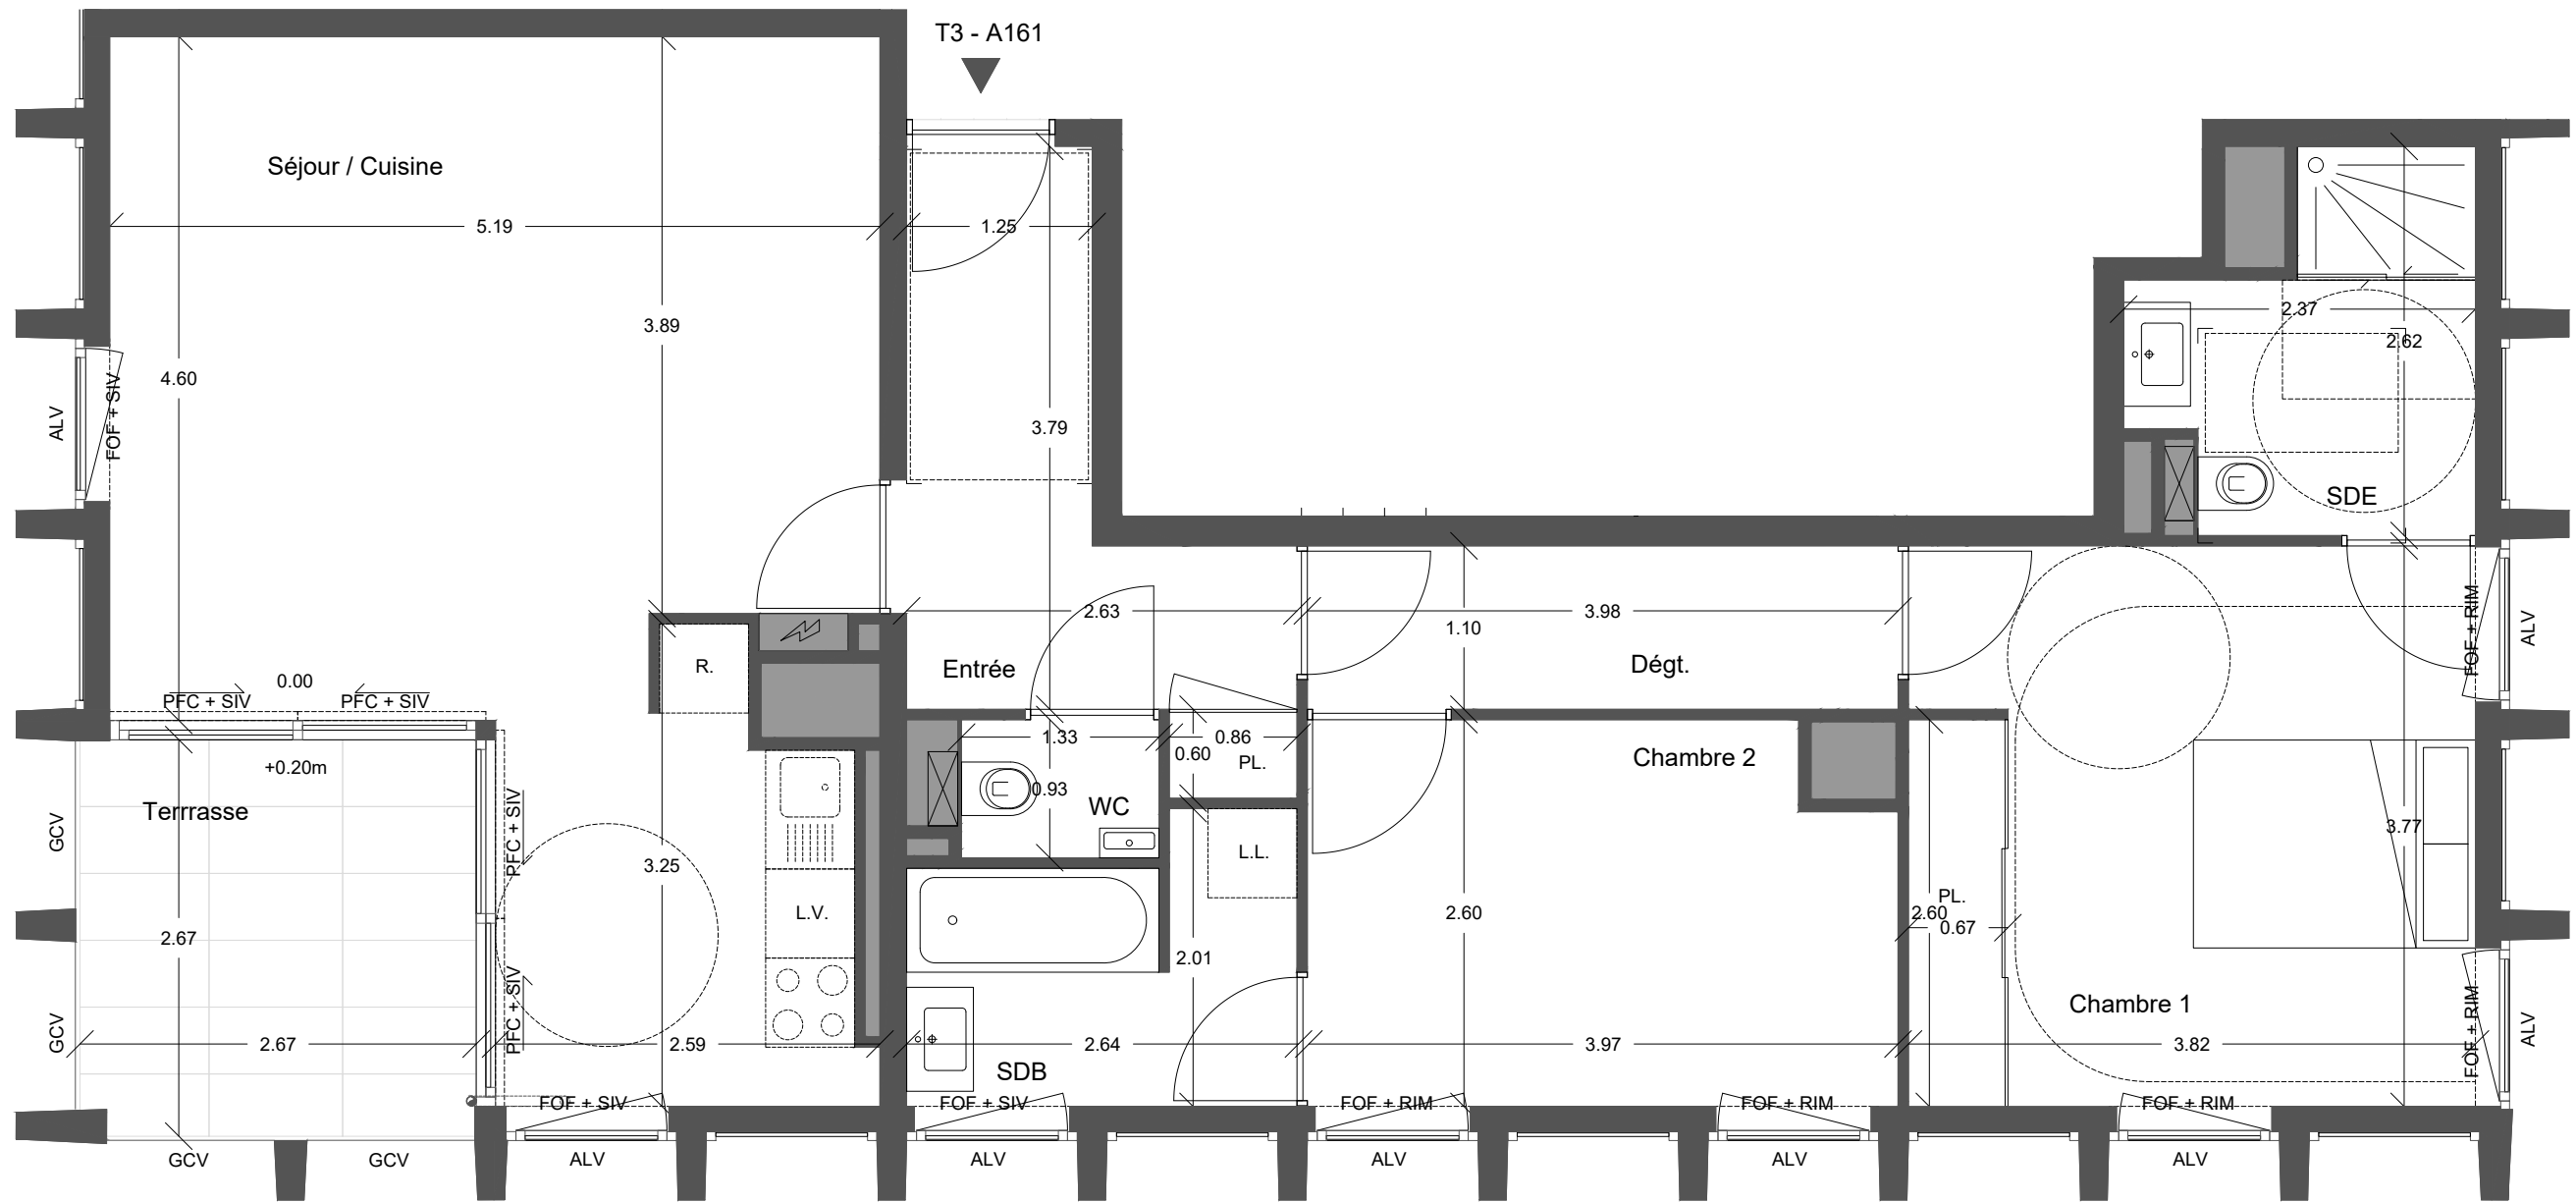 T3 - A161
Séjour / Cuisine
5.19
1.25
2.37
2.62
3.89
4.60
ALV
FOF + SIV
3.79
SDE
2.63
3.98
1.10
FOF + RIM
ALV
R.
Entrée
Dégt.
0.00
PFC + SIV
PFC + SIV
1.33
0.86
0.60
PL.
Chambre 2
+0.20m
Terrrasse
0.93
WC
GCV
PFC + SIV
3.77
3.25
L.L.
PL.
L.V.
2.60
2.60
0.67
2.67
2.01
Chambre 1
GCV
PFC + SIV
FOF + RIM
ALV
2.67
2.59
2.64
3.97
3.82
SDB
FOF + SIV
FOF + SIV
FOF + RIM
FOF + RIM
FOF + RIM
GCV
GCV
ALV
ALV
ALV
ALV
ALV